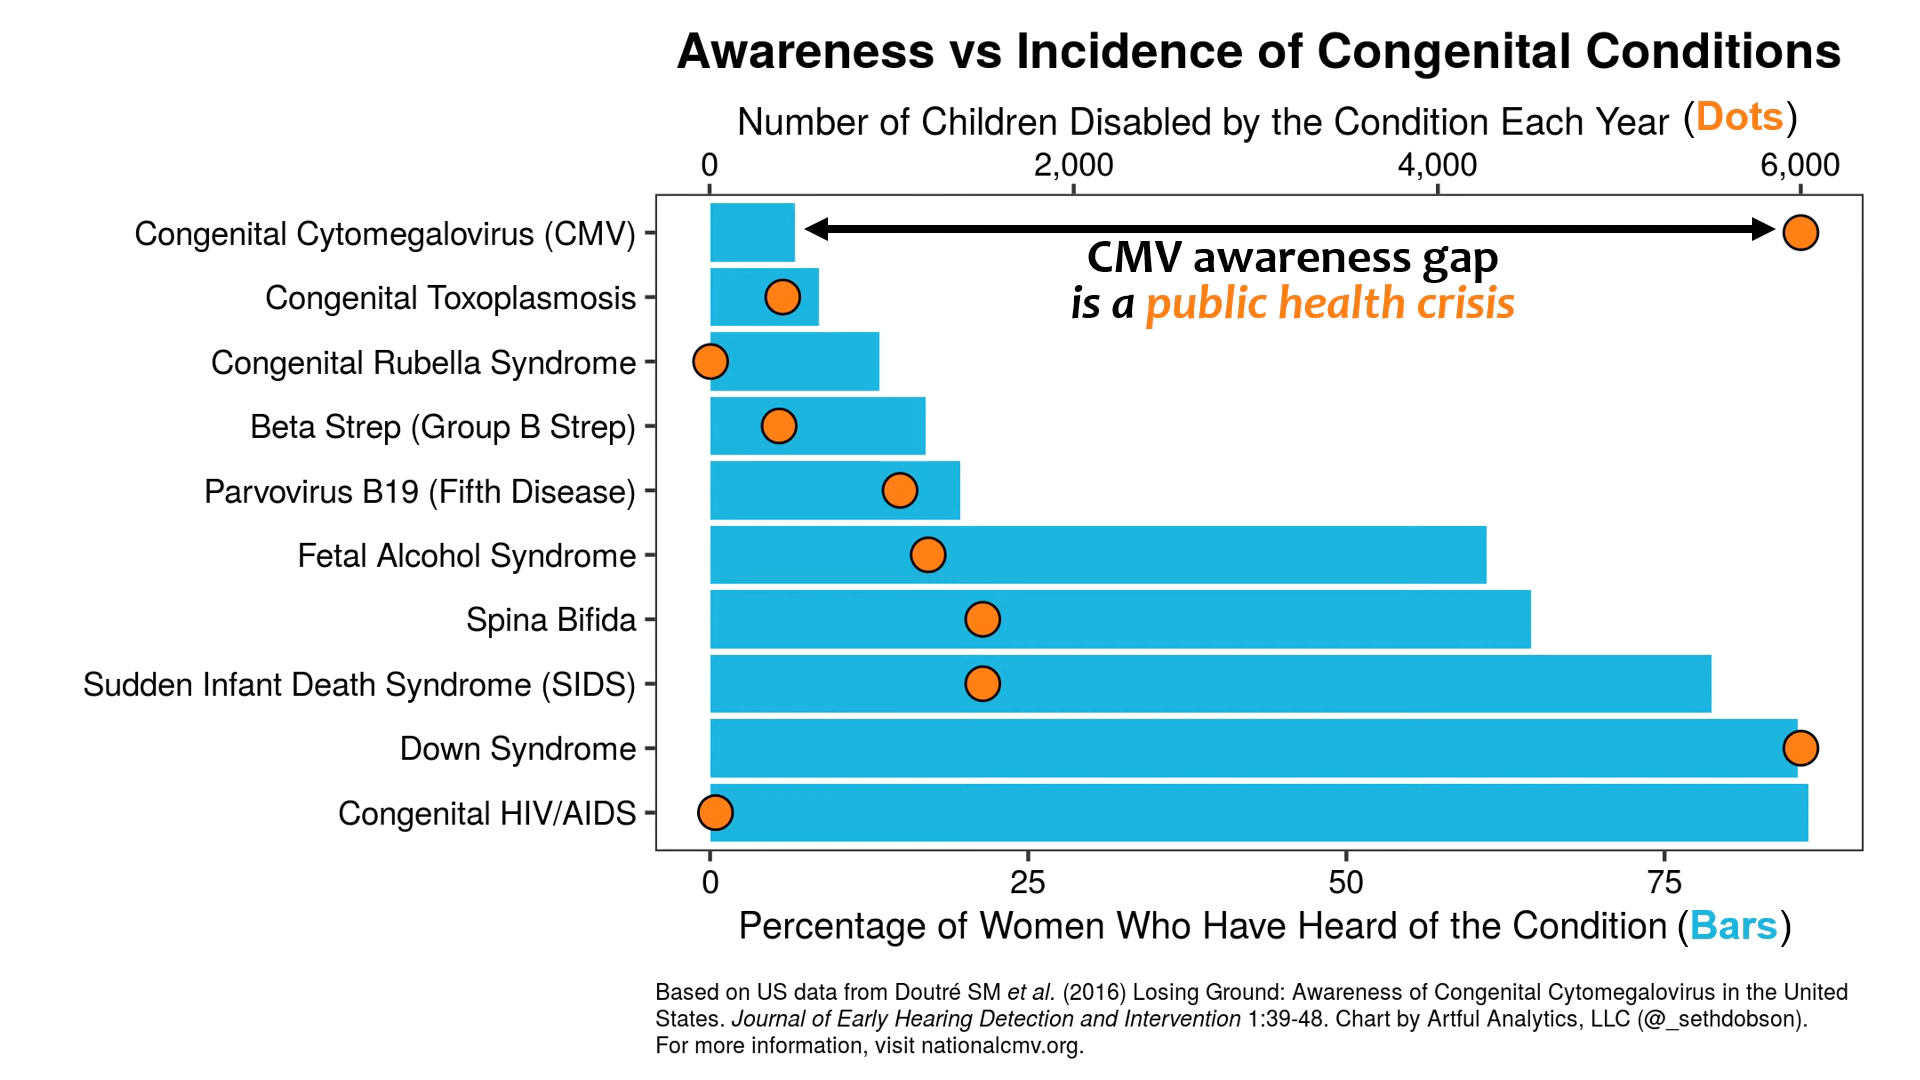 Awareness vs Incidence of Congenital Conditions
Number of Children Disabled by the Condition Each Year (Dots)
0 2,000 4,000 6,000
Congenital Cytomegalovirus (CMV)
CMV awareness gap
is a public health crisis
Congenital Toxoplasmosis
Congenital Rubella Syndrome
Beta Strep (Group B Strep)
Parvovirus B19 (Fifth Disease)
Fetal Alcohol Syndrome
Spina Bifida
Sudden Infant Death Syndrome (SIDS)
Down Syndrome
Congenital HIV/AIDS
0 25 50 75
Percentage of Women Who Have Heard of the Condition (Bars)
Based on US data from Doutré SM et al. (2016) Losing Ground: Awareness of Congenital Cytomegalovirus in the United
States. Journal of Early Hearing Detection and Intervention 1:39-48. Chart by Artful Analytics, LLC (@_sethdobson).
For more information, visit nationalcmv.org.